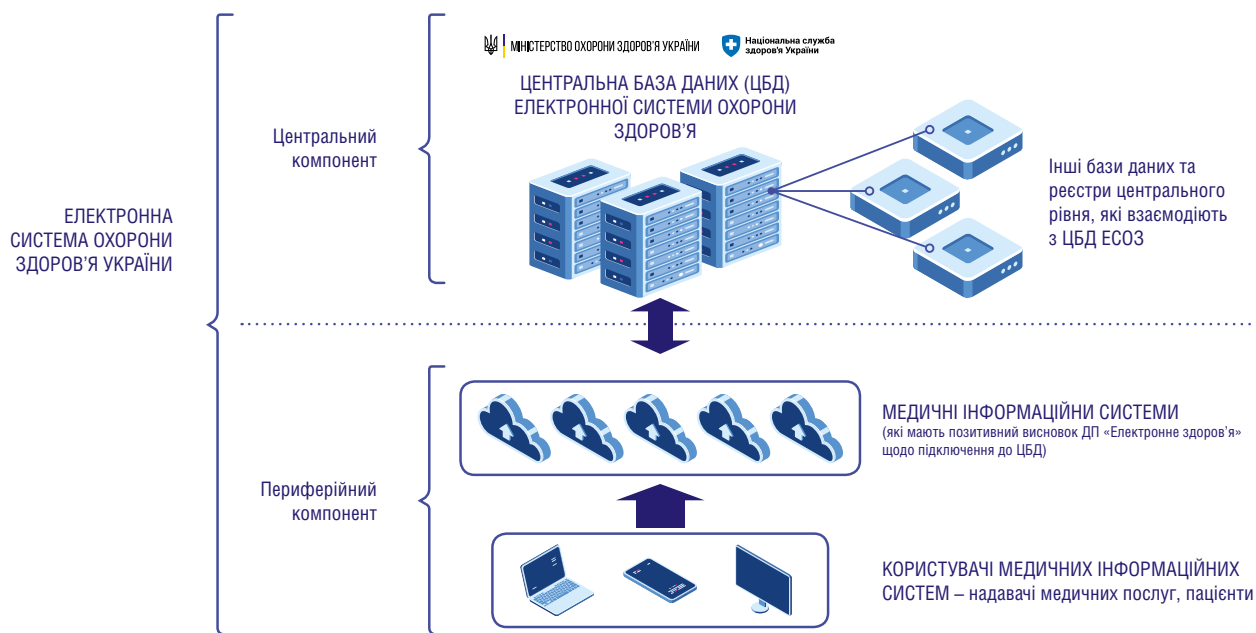 МІНІСТЕРСТВО ОХОРОНИ ЗДОРОВ'Я УКРАЇНИ
Національна служба
здоров'я України
ЦЕНТРАЛЬНА БАЗА ДАНИХ (ЦБД)
ЕЛЕКТРОННОЇ СИСТЕМИ ОХОРОНИ
ЗДОРОВ’Я
Центральний
компонент
Інші бази даних та
реєстри центрального
рівня, які взаємодіють
з ЦБД ЕСОЗ
ЕЛЕКТРОННА
СИСТЕМА ОХОРОНИ
ЗДОРОВ’Я УКРАЇНИ
МЕДИЧНІ ІНФОРМАЦІЙНИ СИСТЕМИ
(які мають позитивний висновок ДП «Електронне здоров’я»
щодо підключення до ЦБД)
Периферійний
компонент
КОРИСТУВАЧІ МЕДИЧНИХ ІНФОРМАЦІЙНИХ
СИСТЕМ – надавачі медичних послуг, пацієнти